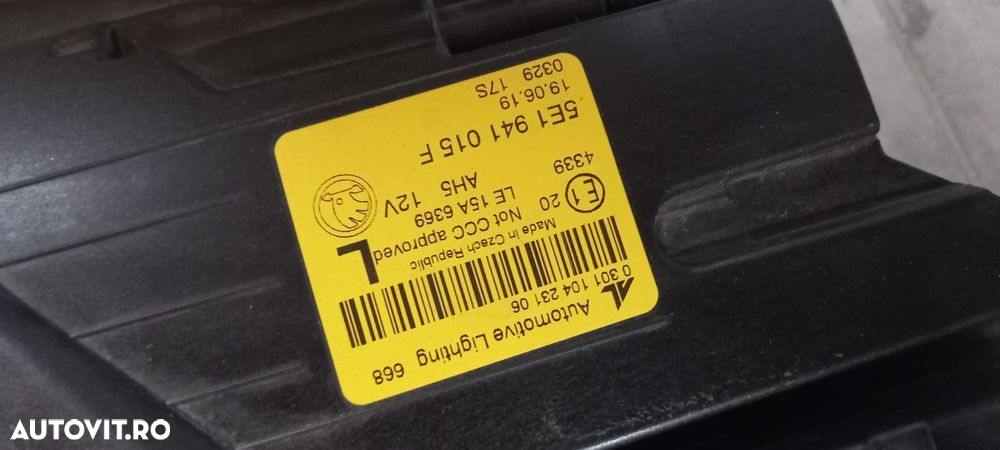 Automotive Lighting 668
AL 0 301 104 231 06
Made in Czech Republic
Not CCC approved L
E1 20 LE 15A 6369
4339 AH5 12V
5E1 941 015 F
19.06.19 17S
0329
AUTOVIT.RO